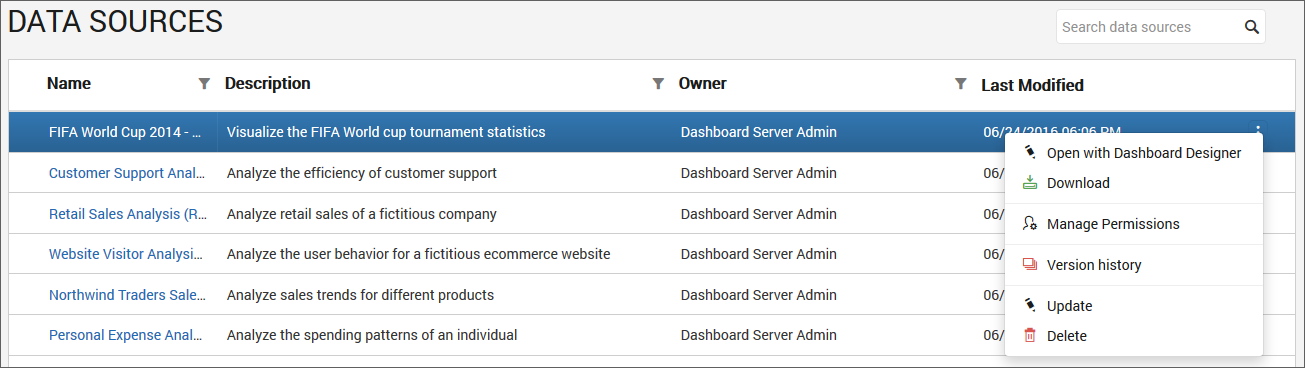 DATA SOURCES
Search data sources
Name Description Owner Last Modified
FIFA World Cup 2014 - ... Visualize the FIFA World cup tournament statistics Dashboard Server Admin 06/24/2016 06:06 PM
Customer Support Anal... Analyze the efficiency of customer support Dashboard Server Admin 06/
Retail Sales Analysis (R... Analyze retail sales of a fictitious company Dashboard Server Admin 06/
Website Visitor Analysi... Analyze the user behavior for a fictitious ecommerce website Dashboard Server Admin 06/
Northwind Traders Sale... Analyze sales trends for different products Dashboard Server Admin 06/
Personal Expense Anal... Analyze the spending patterns of an individual Dashboard Server Admin 06/
Open with Dashboard Designer
Download
Manage Permissions
Version history
Update
Delete